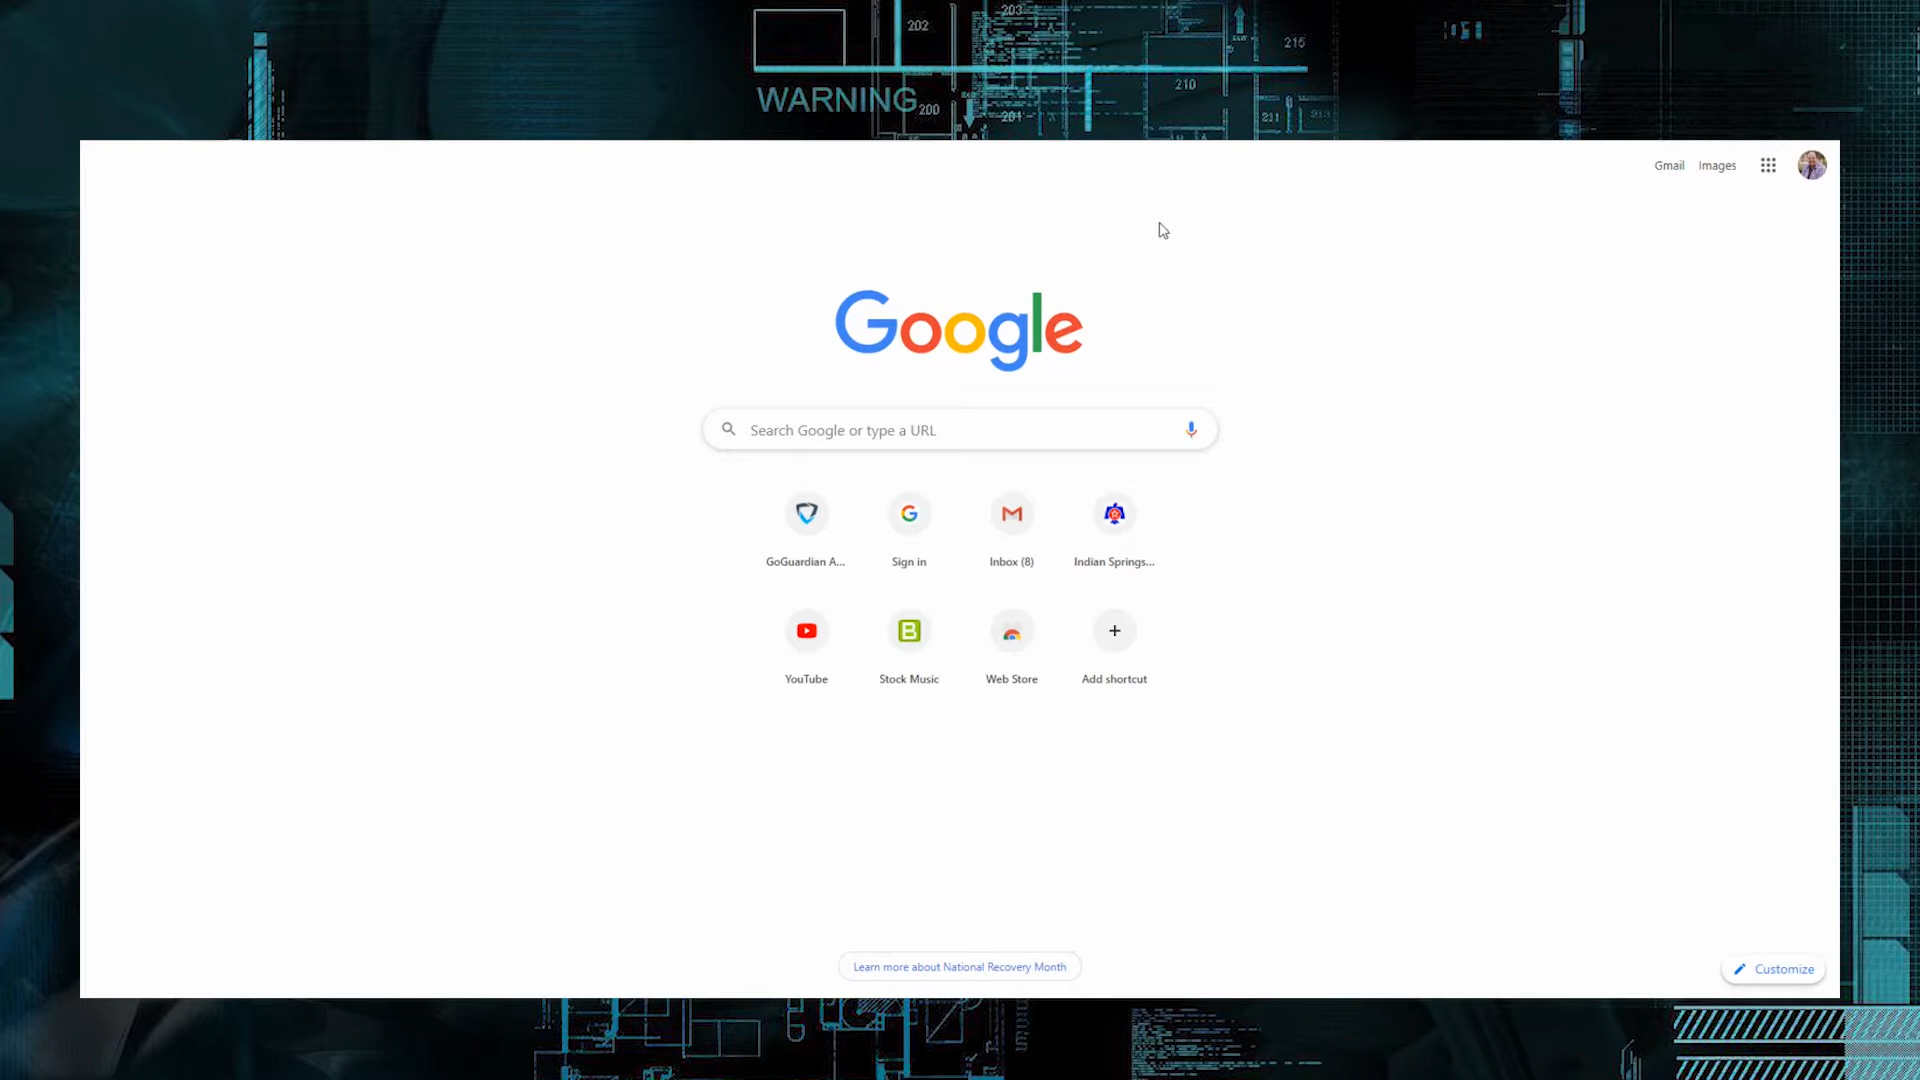 202
203
215
210
WARNING
200
201
211
213
Gmail Images
Google
Search Google or type a URL
GoGuardian A... Sign in Inbox (8) Indian Springs...
YouTube Stock Music Web Store Add shortcut
Learn more about National Recovery Month
Customize